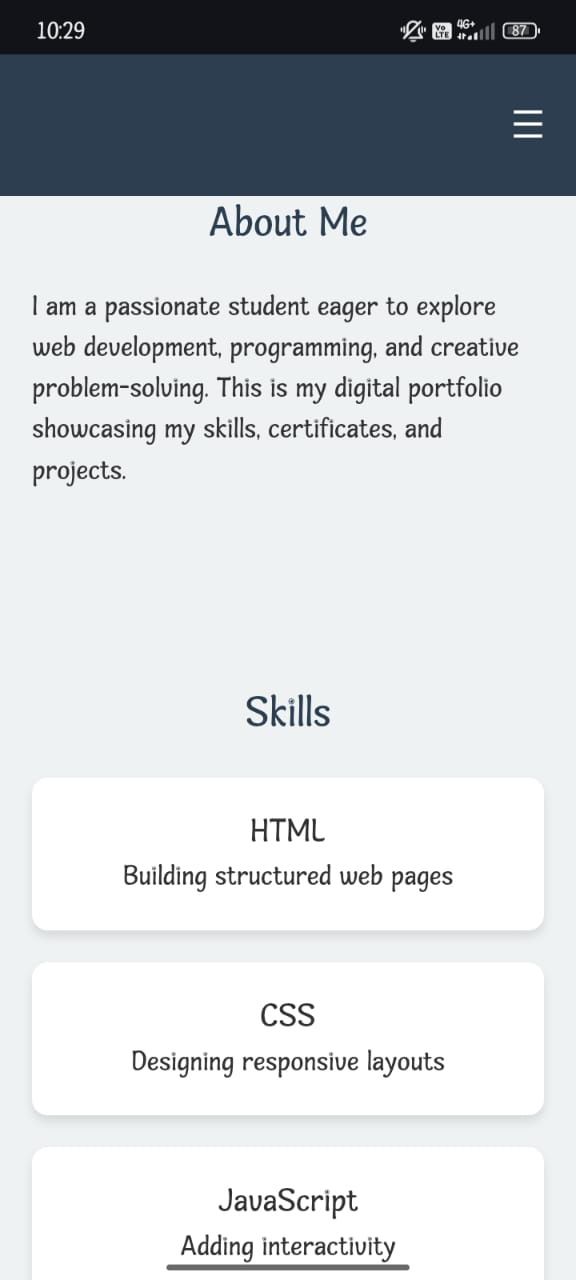 10:29
Vo LTE 4G+ 87
About Me
I am a passionate student eager to explore
web development, programming, and creative
problem-solving. This is my digital portfolio
showcasing my skills, certificates, and
projects.
Skills
HTML
Building structured web pages
CSS
Designing responsive layouts
JavaScript
Adding interactivity